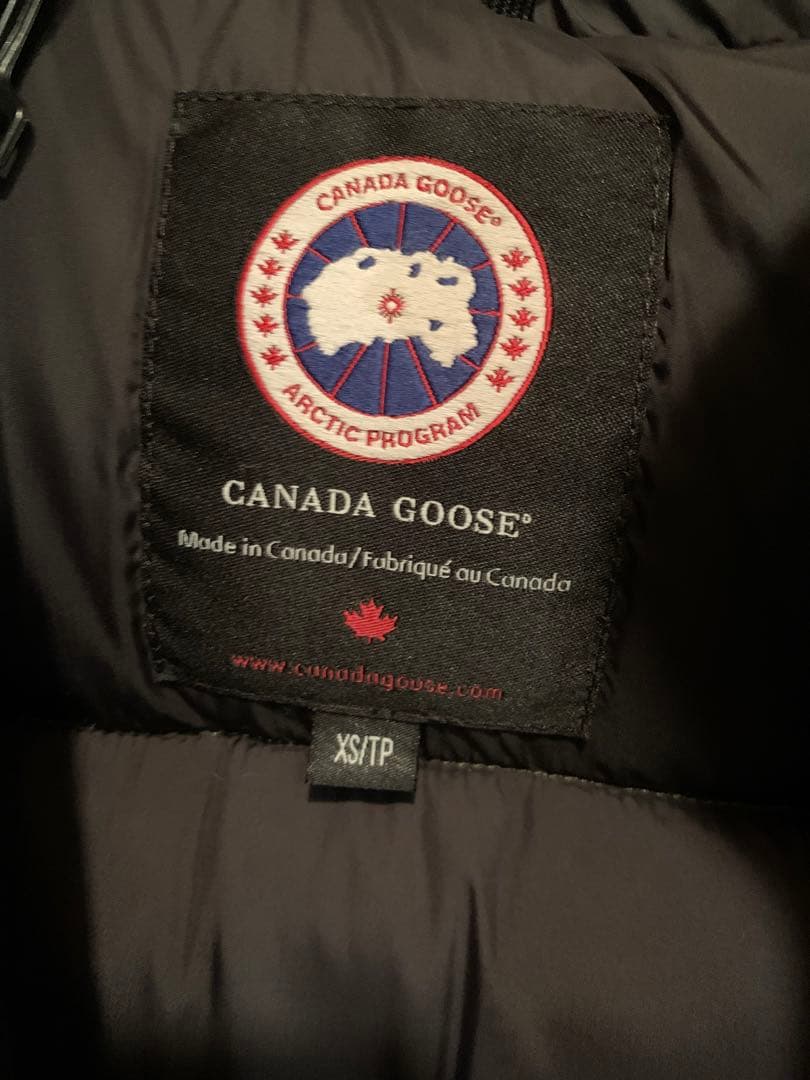 CANADA GOOSE®
ARCTIC PROGRAM
CANADA GOOSE®
Made in Canada/Fabriqué au Canada
www.canadagoose.com
XS/TP